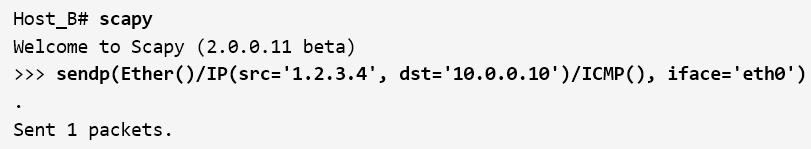 Host_B# scapy
Welcome to Scapy (2.0.0.11 beta)
>>> sendp(Ether()/IP(src='1.2.3.4', dst='10.0.0.10')/ICMP(), iface='eth0')
.
Sent 1 packets.